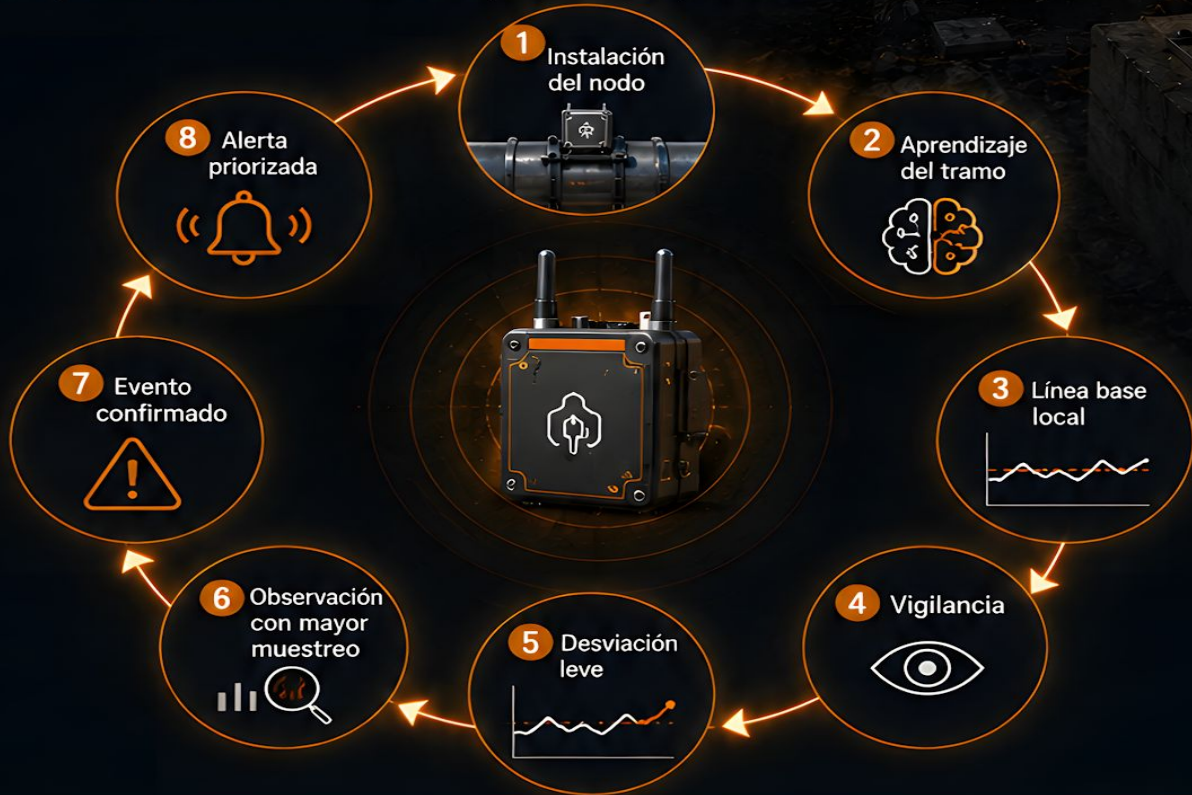 1
Instalación
del nodo
2
Aprendizaje
del tramo
3
Línea base
local
4
Vigilancia
5
Desviación
leve
6
Observación
con mayor
muestreo
7
Evento
confirmado
8
Alerta
priorizada